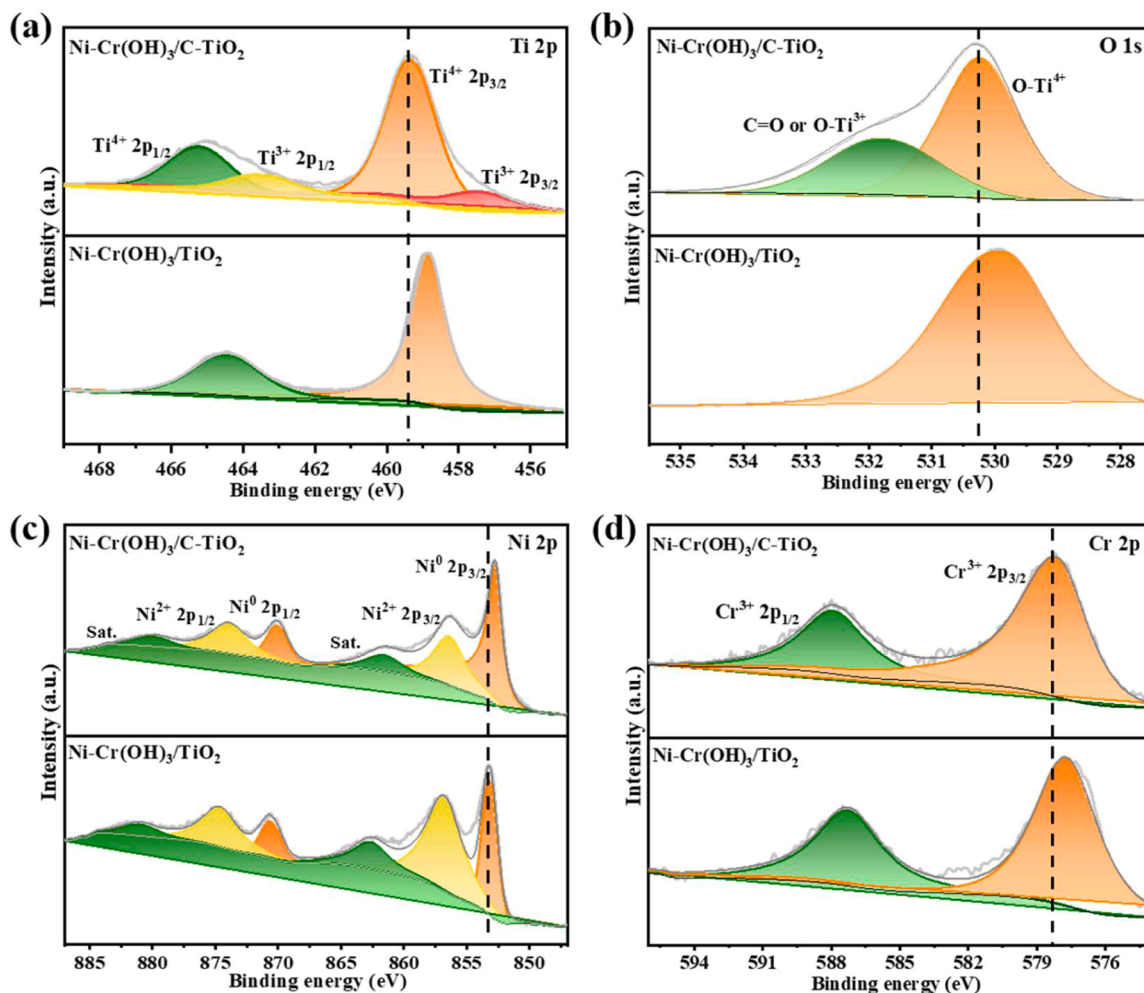 (a)
Ni-Cr(OH)₃/C-TiO₂
Ti 2p
Ti⁴⁺ 2p₃/₂
Ti⁴⁺ 2p₁/₂
Ti³⁺ 2p₁/₂
Ti³⁺ 2p₃/₂
Ni-Cr(OH)₃/TiO₂
Intensity (a.u.)
Intensity (a.u.)
468 466 464 462 460 458 456 454
Binding energy (eV)
(b)
Ni-Cr(OH)₃/C-TiO₂
O 1s
O-Ti⁴⁺
C=O or O-Ti³⁺
Ni-Cr(OH)₃/TiO₂
Intensity (a.u.)
Intensity (a.u.)
535 534 533 532 531 530 529 528
Binding energy (eV)
(c)
Ni-Cr(OH)₃/C-TiO₂
Ni 2p
Ni⁰ 2p₃/₂
Ni²⁺ 2p₁/₂
Ni⁰ 2p₁/₂
Ni²⁺ 2p₃/₂
Sat.
Sat.
Ni-Cr(OH)₃/TiO₂
Intensity (a.u.)
Intensity (a.u.)
885 880 875 870 865 860 855 850
Binding energy (eV)
(d)
Ni-Cr(OH)₃/C-TiO₂
Cr 2p
Cr³⁺ 2p₃/₂
Cr³⁺ 2p₁/₂
Ni-Cr(OH)₃/TiO₂
Intensity (a.u.)
Intensity (a.u.)
594 591 588 585 582 579 576
Binding energy (eV)